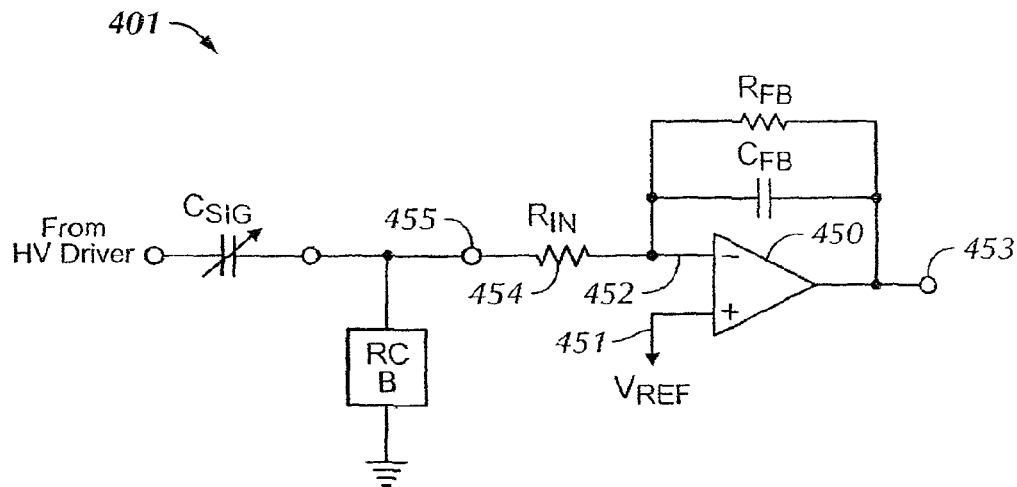 401
RFB
CFB
CSIG
From
HV Driver
455
RIN
454
452
450
453
−
+
451
VREF
RC
B